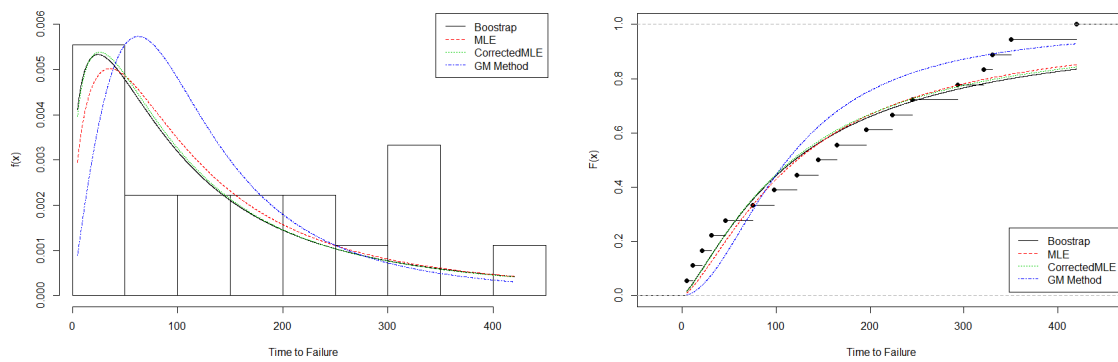 0.006
0.005
0.004
0.003
0.002
0.001
0.000
f(x)
Boostrap
MLE
CorrectedMLE
GM Method
0 100 200 300 400
Time to Failure
1.0
0.8
0.6
0.4
0.2
0.0
F(x)
Boostrap
MLE
CorrectedMLE
GM Method
0 100 200 300 400
Time to Failure